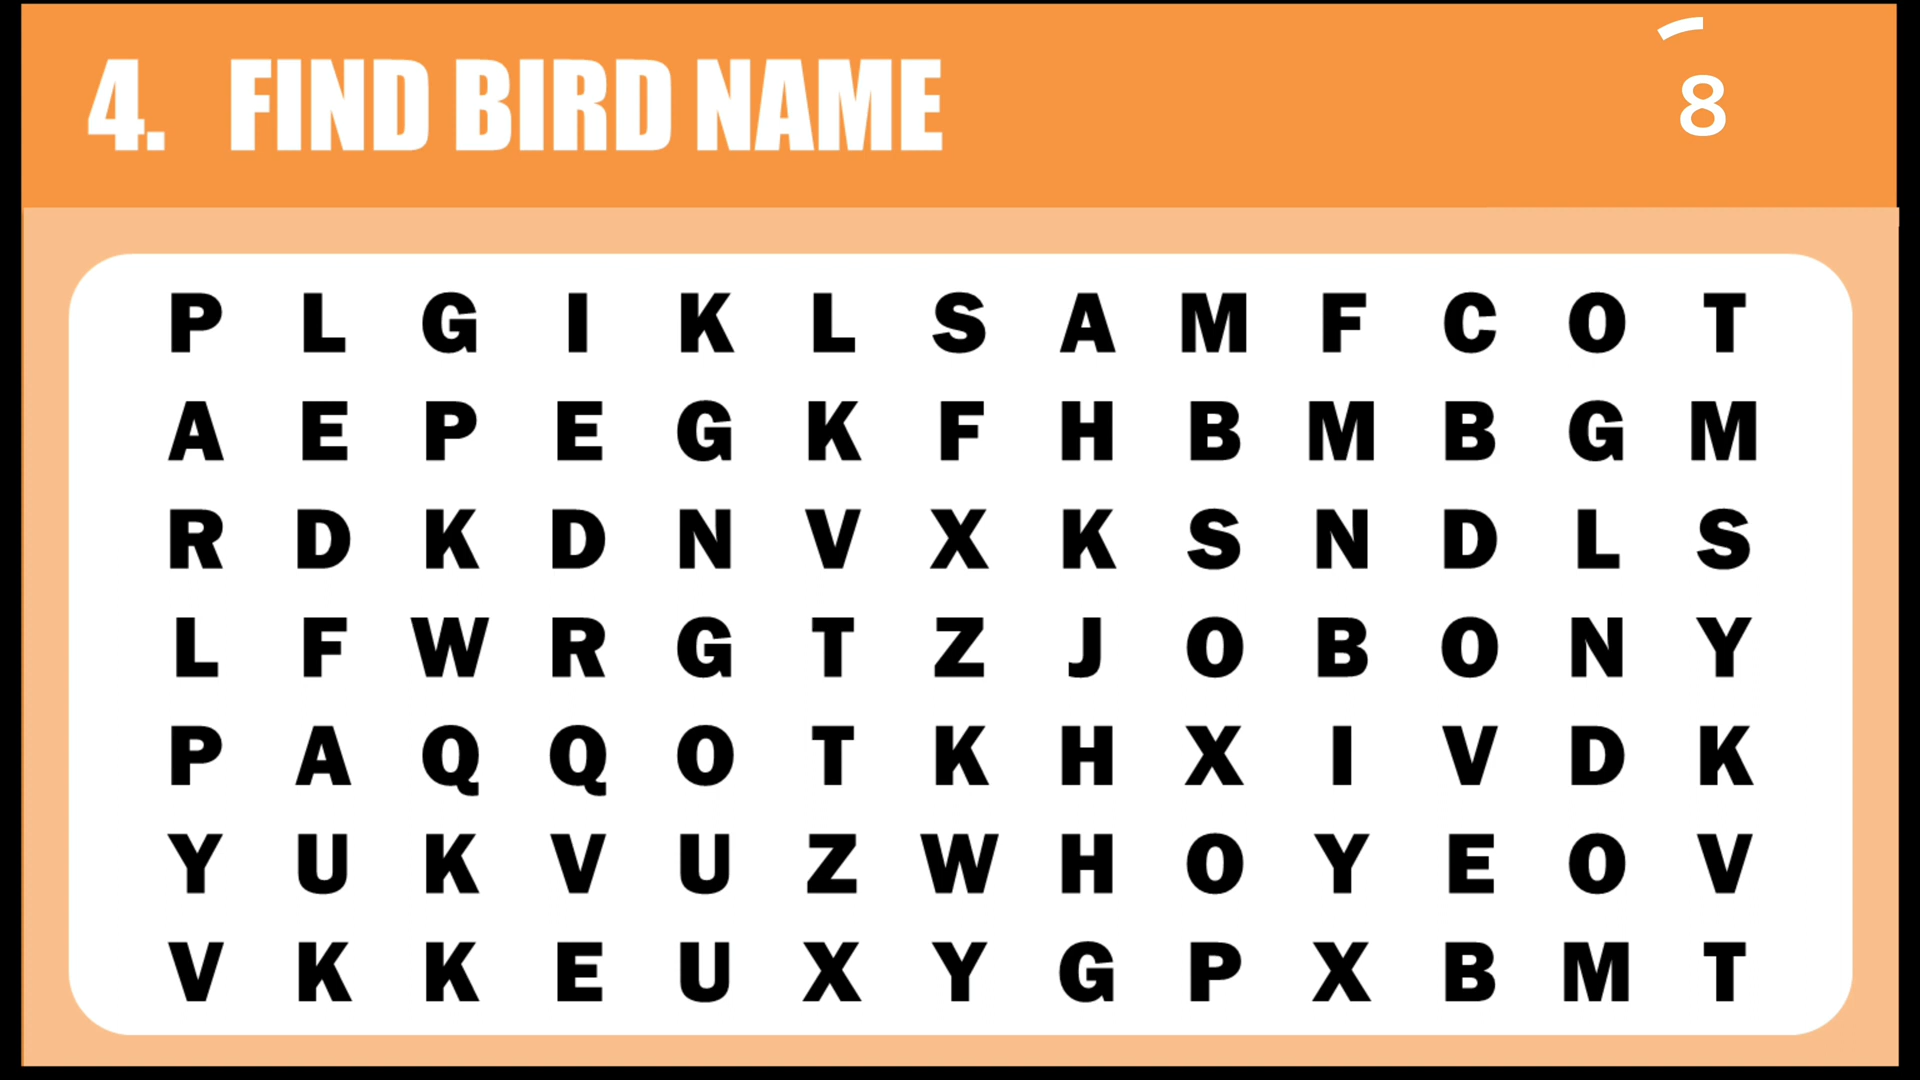 4. FIND BIRD NAME
8
P L G I K L S A M F C O T
A E P E G K F H B M B G M
R D K D N V X K S N D L S
L F W R G T Z J O B O N Y
P A Q Q O T K H X I V D K
Y U K V U Z W H O Y E O V
V K K E U X Y G P X B M T